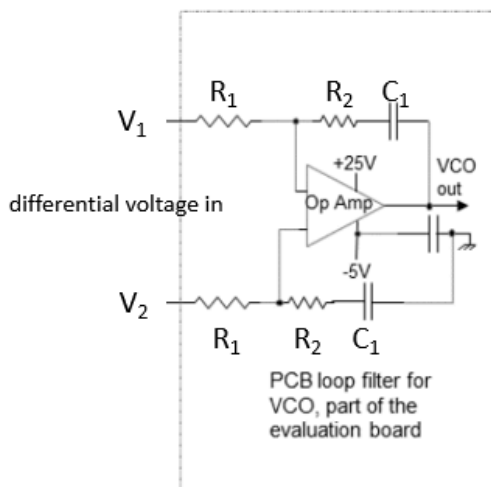 R1 R2 C1
V1
+25V VCO
out
differential voltage in Op Amp
-5V
V2
R1 R2 C1
PCB loop filter for
VCO, part of the
evaluation board